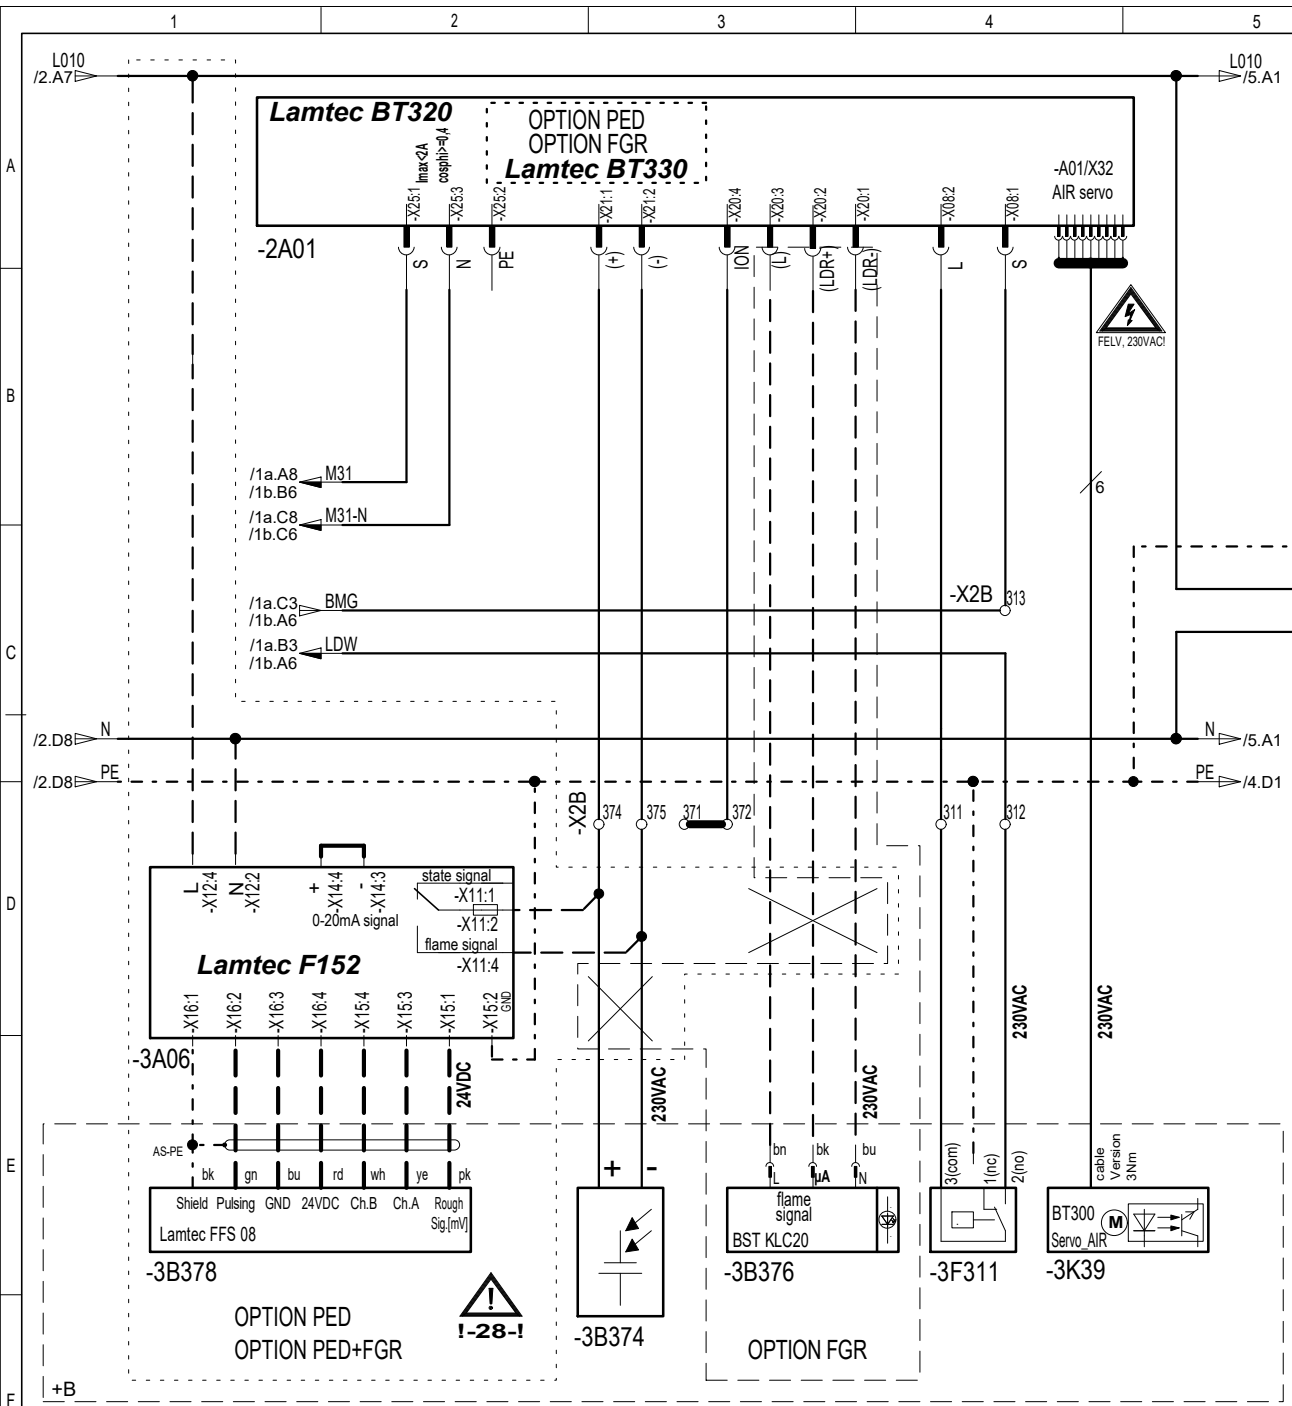 1 2 3 4 5
L010
/2.A7
L010
/5.A1
Lamtec BT320
Imax<2A
cosphi>=0,4
OPTION PED
OPTION FGR
Lamtec BT330
-A01/X32
AIR servo
A
-X25:1 -X25:3 -X25:2 -X21:1 -X21:2 -X20:4 -X20:3 -X20:2 -X20:1 -X08:2 -X08:1
-2A01
S N PE (+) (-) ION (L) (LDR+) (LDR-) L S
FELV, 230VAC!
B
/1a.A8 M31
/1b.B6
6
/1a.C8 M31-N
/1b.C6
/1a.C3 BMG
/1b.A6
-X2B 313
C
/1a.B3 LDW
/1b.A6
/2.D8 N
N /5.A1
/2.D8 PE
PE /4.D1
-X2B 374 375 371 372 311 312
D
L N + -
-X12:4 -X12:2 -X14:4 -X14:3
0-20mA signal
state signal
-X11:1
-X11:2
flame signal
-X11:4
Lamtec F152
-X16:1 -X16:2 -X16:3 -X16:4 -X15:4 -X15:3 -X15:1 -X15:2
GND
-3A06
24VDC
230VAC
230VAC
230VAC
230VAC
E
AS-PE
bk gn bu rd wh ye pk
Shield Pulsing GND 24VDC Ch.B Ch.A Rough
Sig.[mV]
Lamtec FFS 08
-3B378
+ -
-3B374
bn bk bu
L µA N
flame
signal
BST KLC20
-3B376
3(com) 1(nc) 2(no)
-3F311
cable
Version
3Nm
BT300
M
Servo_AIR
-3K39
OPTION PED
OPTION PED+FGR
!
!-28-!
OPTION FGR
+B
F